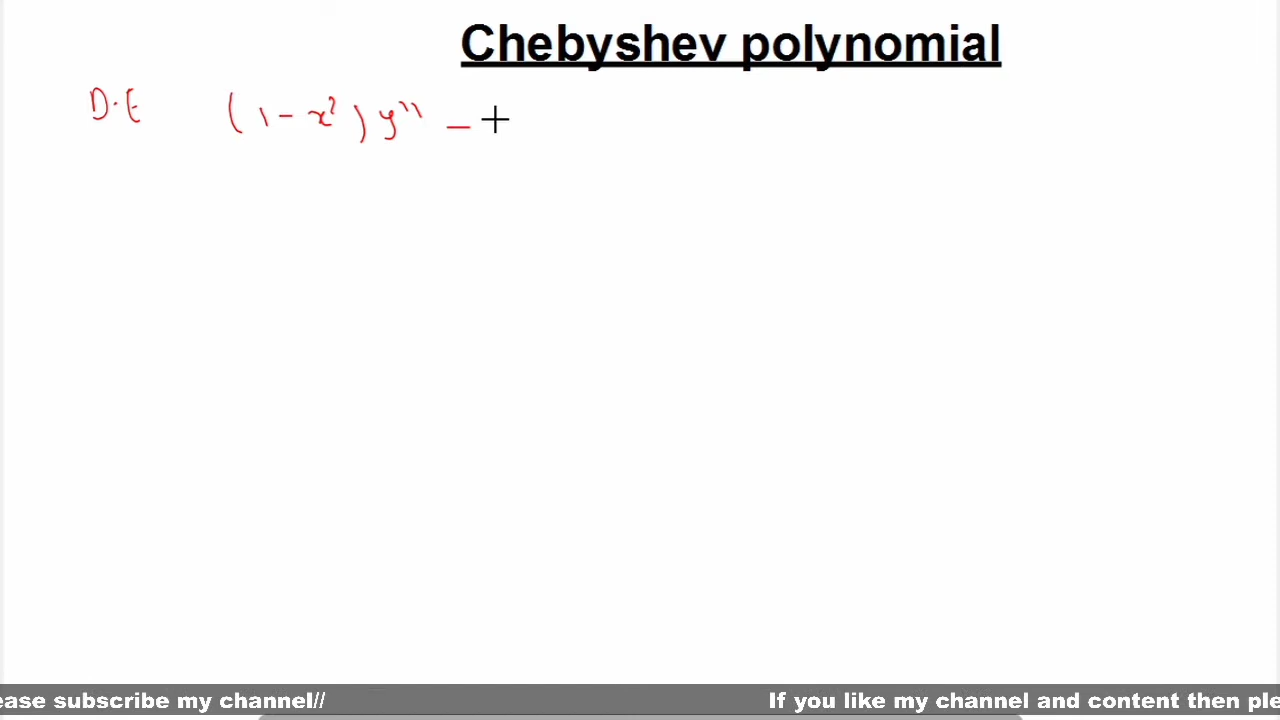 Chebyshev polynomial
D.E (1 - x²) y'' -
ease subscribe my channel// If you like my channel and content then ple